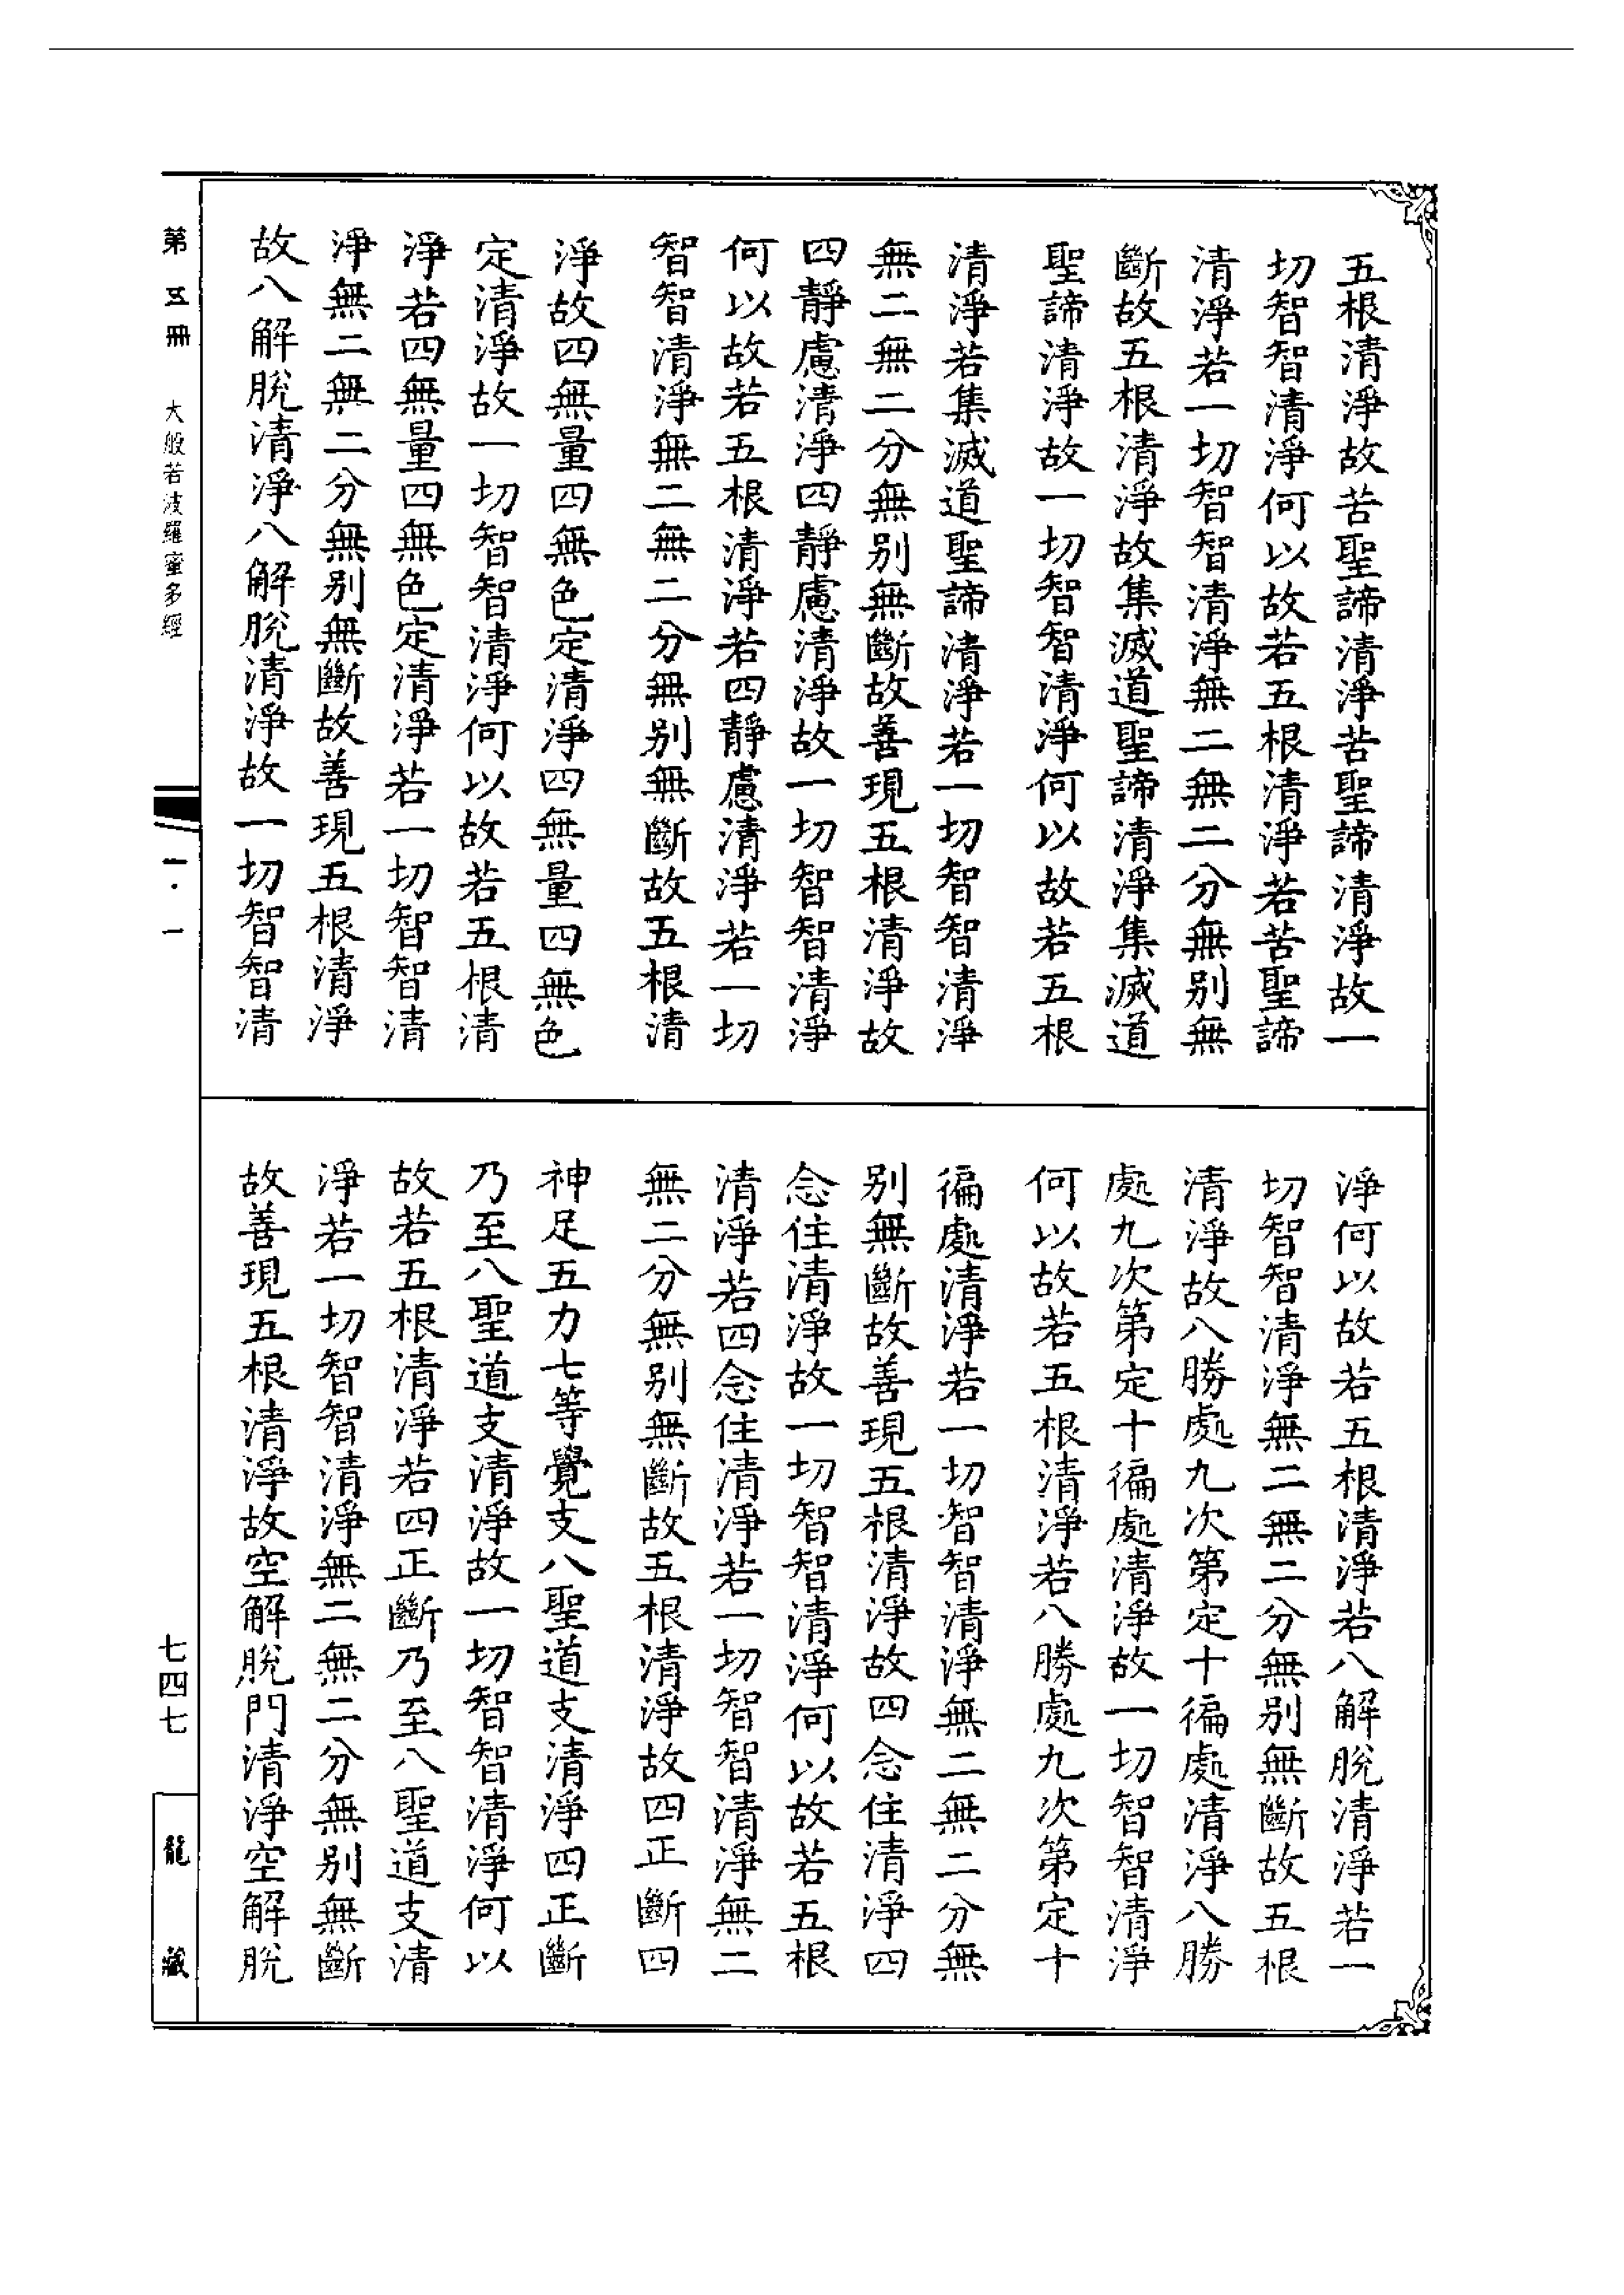 五根清淨故苦聖諦清淨苦聖諦清淨故一
切智智清淨何以故若五根清淨若苦聖諦
清淨若一切智智清淨無二無二分無別無
斷故五根清淨故集滅道聖諦清淨集滅道
聖諦清淨故一切智智清淨何以故若五根
清淨若集滅道聖諦清淨若一切智智清淨
無二無二分無別無斷故善現五根清淨故
四靜慮清淨四靜慮清淨故一切智智清淨
何以故若五根清淨若四靜慮清淨若一切
智智清淨無二無二分無別無斷故五根清
淨故四無量四無色定清淨四無量四無色
定清淨故一切智智清淨何以故若五根清
淨若四無量四無色定清淨若一切智智清
淨無二無二分無別無斷故善現五根清淨
故八解脫清淨八解脫清淨故一切智智清
淨何以故若五根清淨若八解脫清淨若一
切智智清淨無二無二分無別無斷故五根
清淨故八勝處九次第定十徧處清淨八勝
處九次第定十徧處清淨故一切智智清淨
何以故若五根清淨若八勝處九次第定十
徧處清淨若一切智智清淨無二無二分無
別無斷故善現五根清淨故四念住清淨四
念住清淨故一切智智清淨何以故若五根
清淨若四念住清淨若一切智智清淨無二
無二分無別無斷故五根清淨故四正斷四
神足五力七等覺支八聖道支清淨四正斷
乃至八聖道支清淨故一切智智清淨何以
故若五根清淨若四正斷乃至八聖道支清
淨若一切智智清淨無二無二分無別無斷
故善現五根清淨故空解脫門清淨空解脫
第五冊 大般若波羅蜜多經
一·一
七四七
龍藏